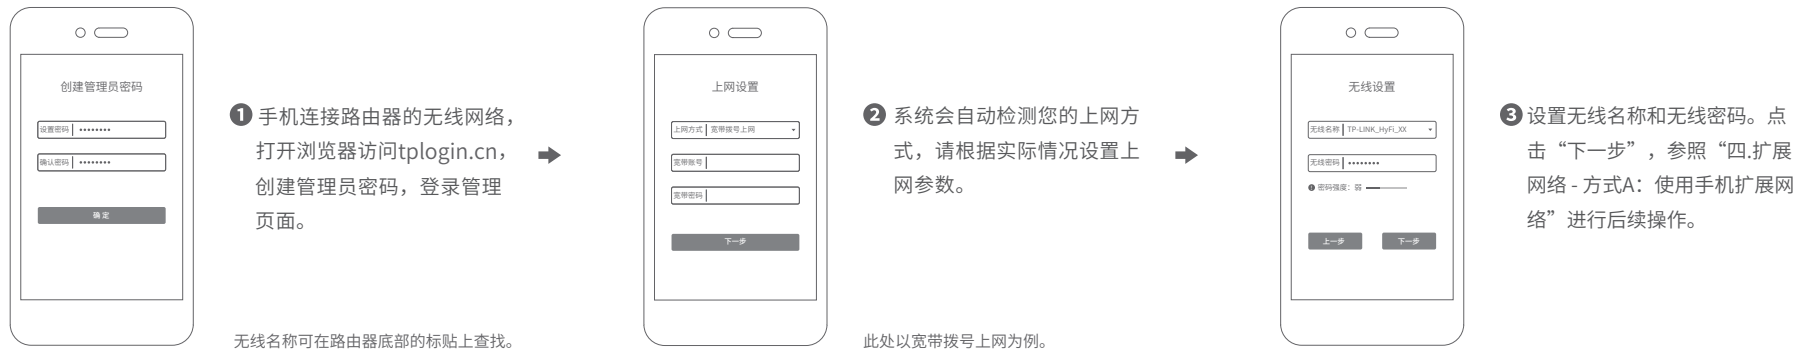 创建管理员密码
设置密码 ••••••••
确认密码 ••••••••
确 定
❶ 手机连接路由器的无线网络，
打开浏览器访问tplogin.cn，
创建管理员密码，登录管理
页面。
无线名称可在路由器底部的标贴上查找。
上网设置
上网方式 宽带拨号上网
宽带账号
宽带密码
下一步
❷ 系统会自动检测您的上网方
式，请根据实际情况设置上
网参数。
此处以宽带拨号上网为例。
无线设置
无线名称 TP-LINK_HyFi_XX
无线密码 ••••••••
密码强度：弱
上一步 下一步
❸ 设置无线名称和无线密码。点
击“下一步”，参照“四.扩展
网络 - 方式A：使用手机扩展网
络”进行后续操作。